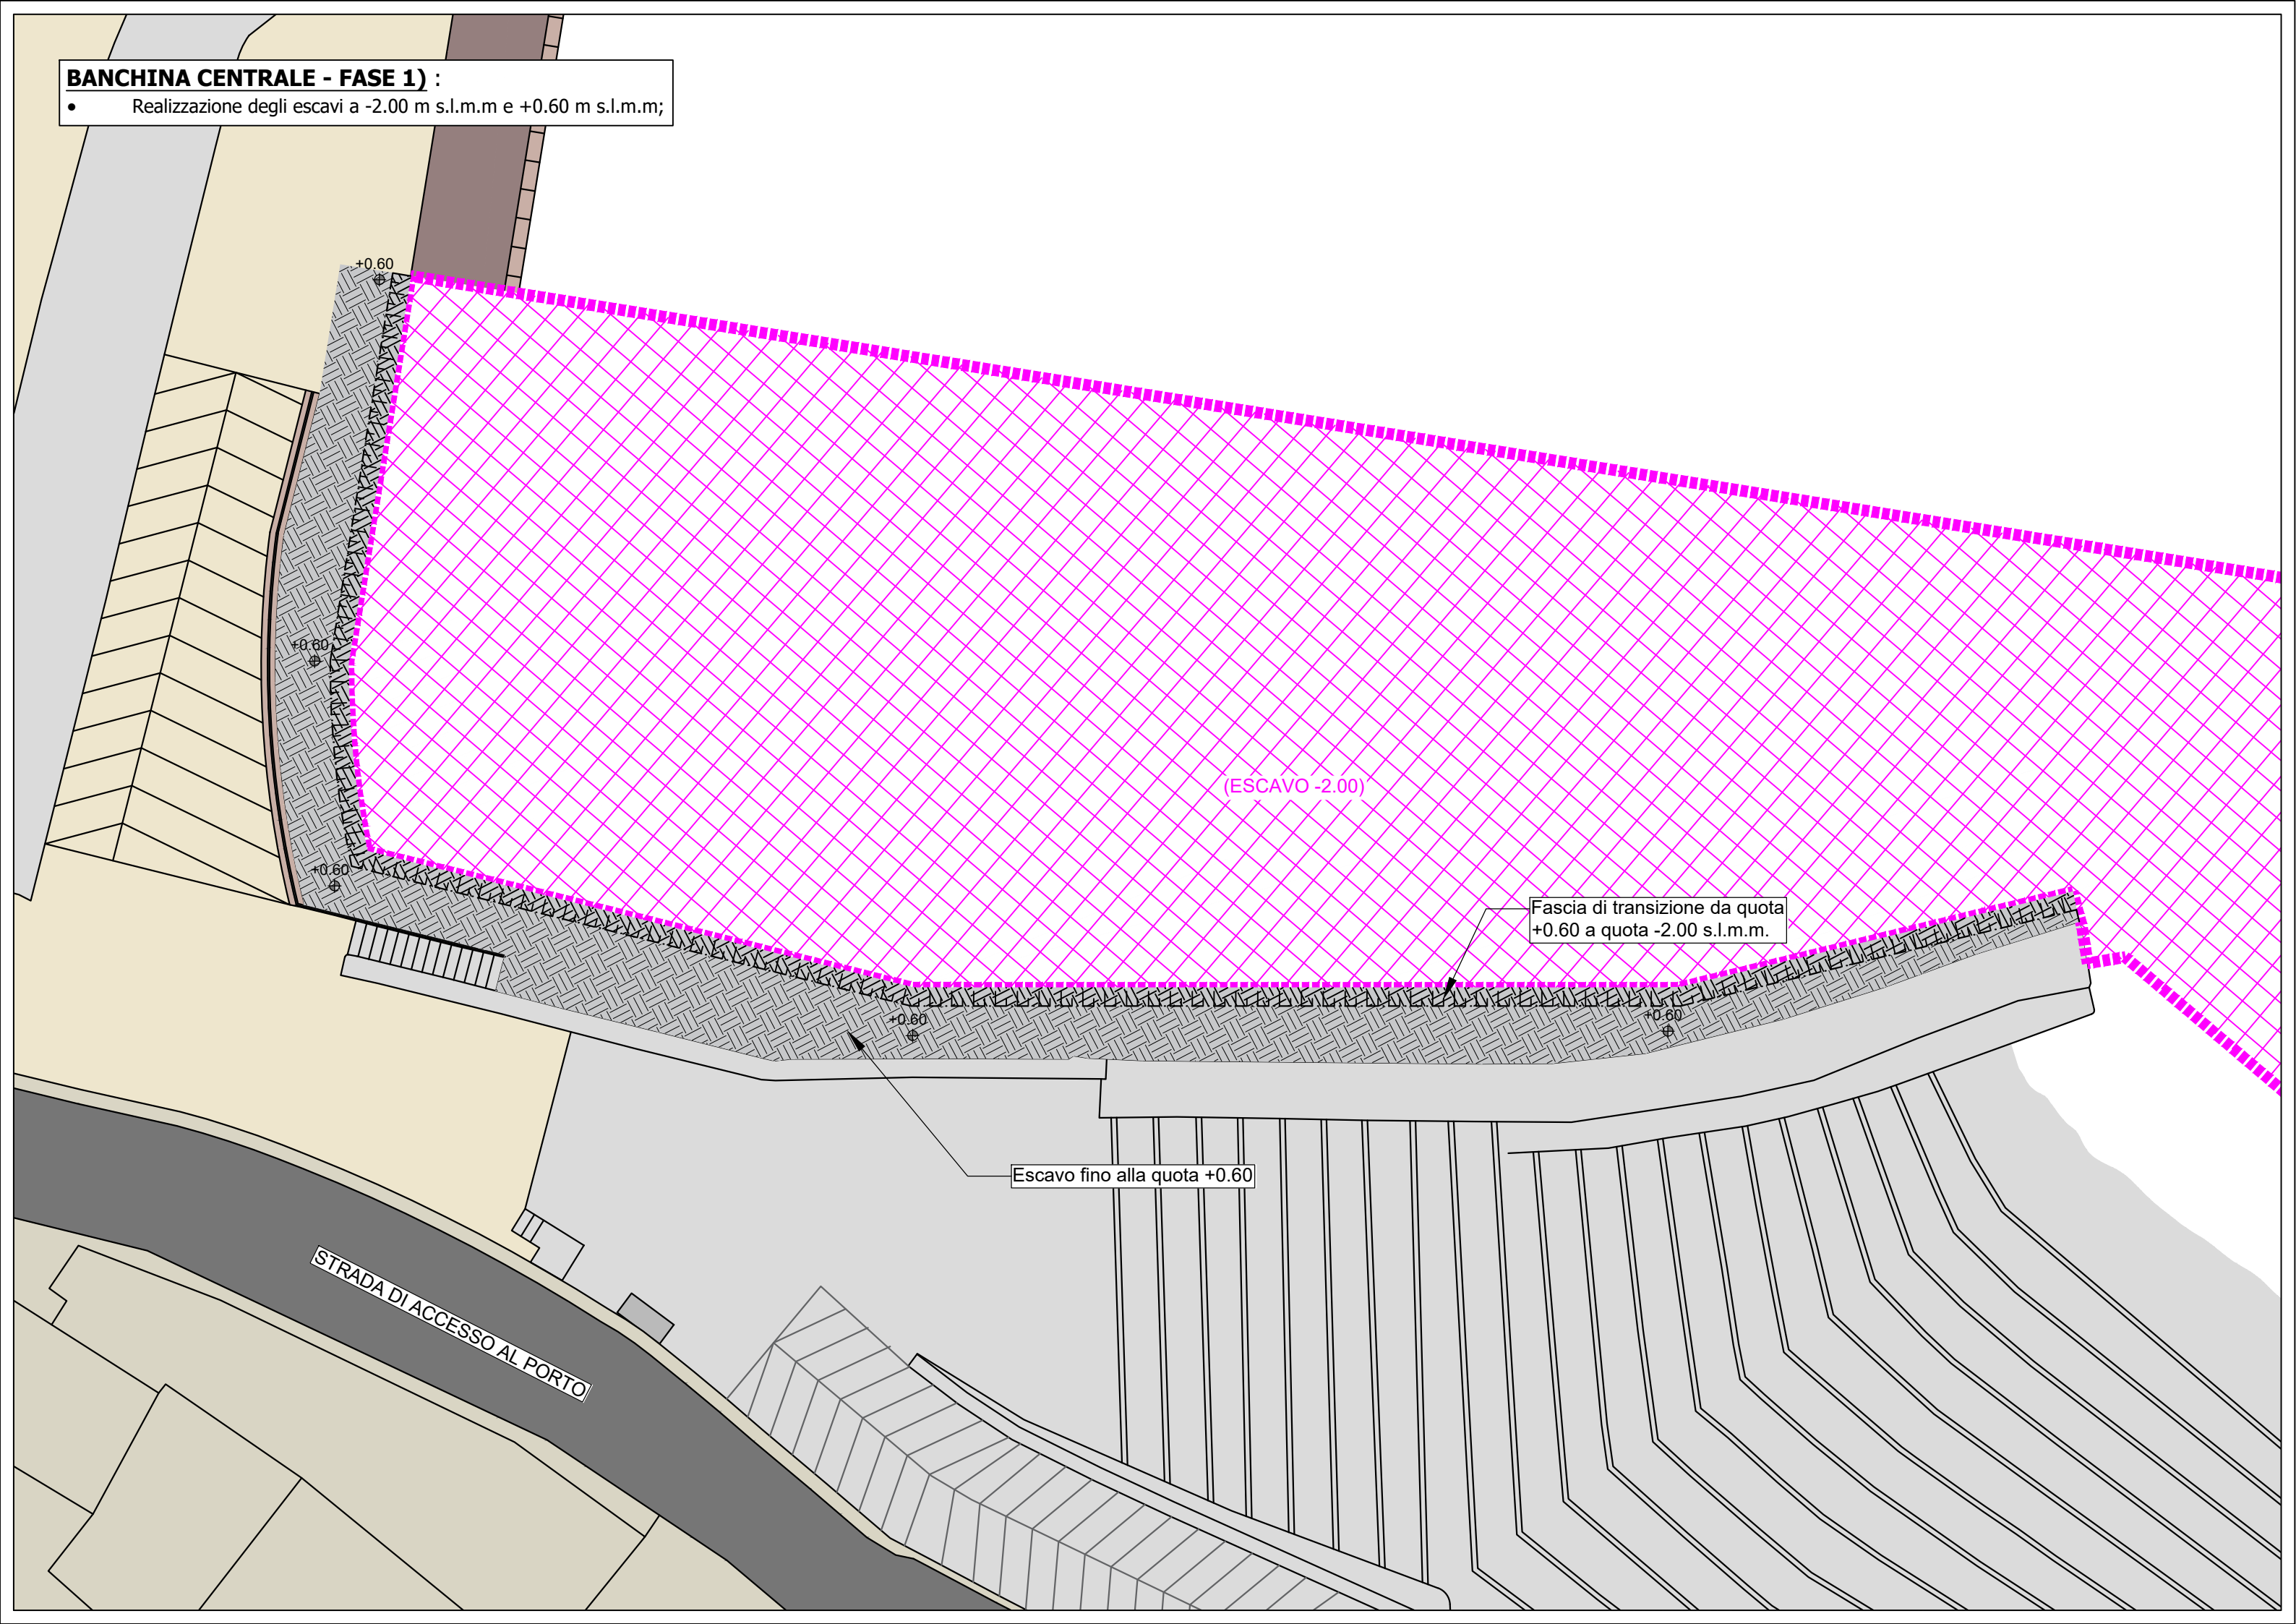 BANCHINA CENTRALE - FASE 1) :
• Realizzazione degli escavi a -2.00 m s.l.m.m e +0.60 m s.l.m.m;
+0.60
+0.60
(ESCAVO -2.00)
+0.60
Fascia di transizione da quota
+0.60 a quota -2.00 s.l.m.m.
+0.60
+0.60
Escavo fino alla quota +0.60
STRADA DI ACCESSO AL PORTO